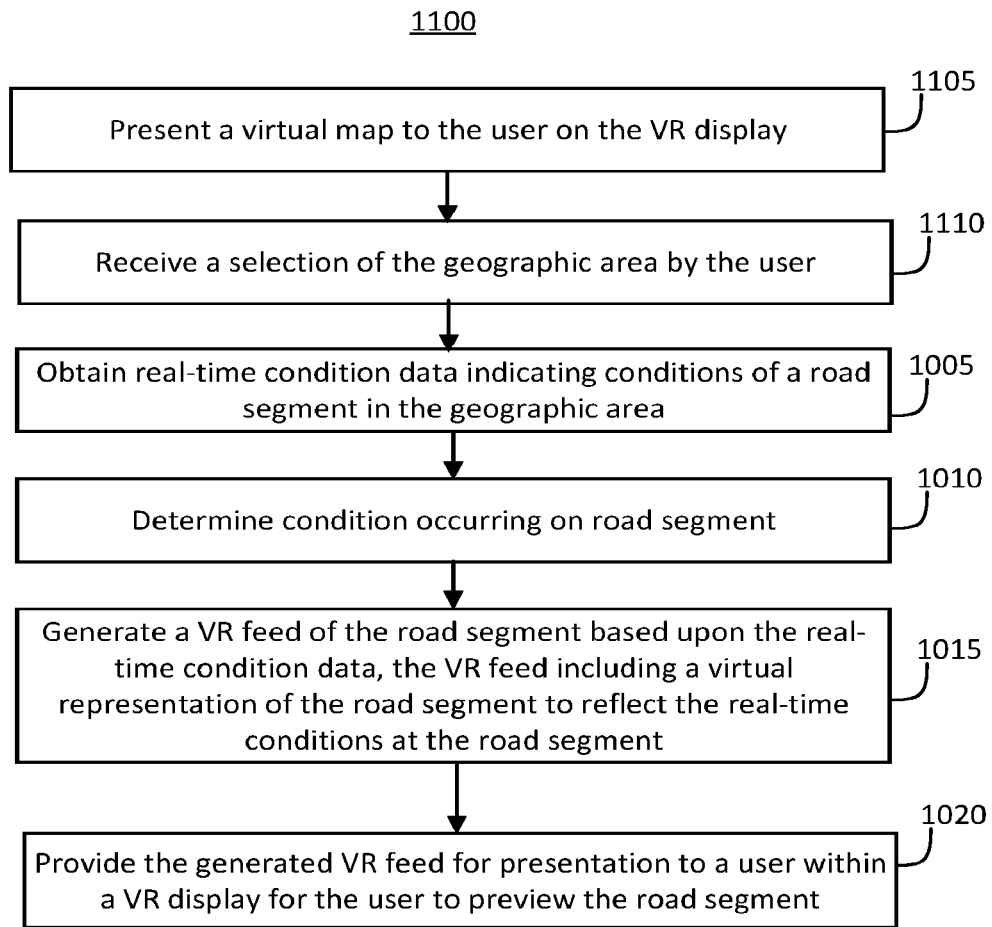 1100
1105
Present a virtual map to the user on the VR display
1110
Receive a selection of the geographic area by the user
1005
Obtain real-time condition data indicating conditions of a road
segment in the geographic area
1010
Determine condition occurring on road segment
Generate a VR feed of the road segment based upon the real-
time condition data, the VR feed including a virtual
representation of the road segment to reflect the real-time
conditions at the road segment
1015
1020
Provide the generated VR feed for presentation to a user within
a VR display for the user to preview the road segment